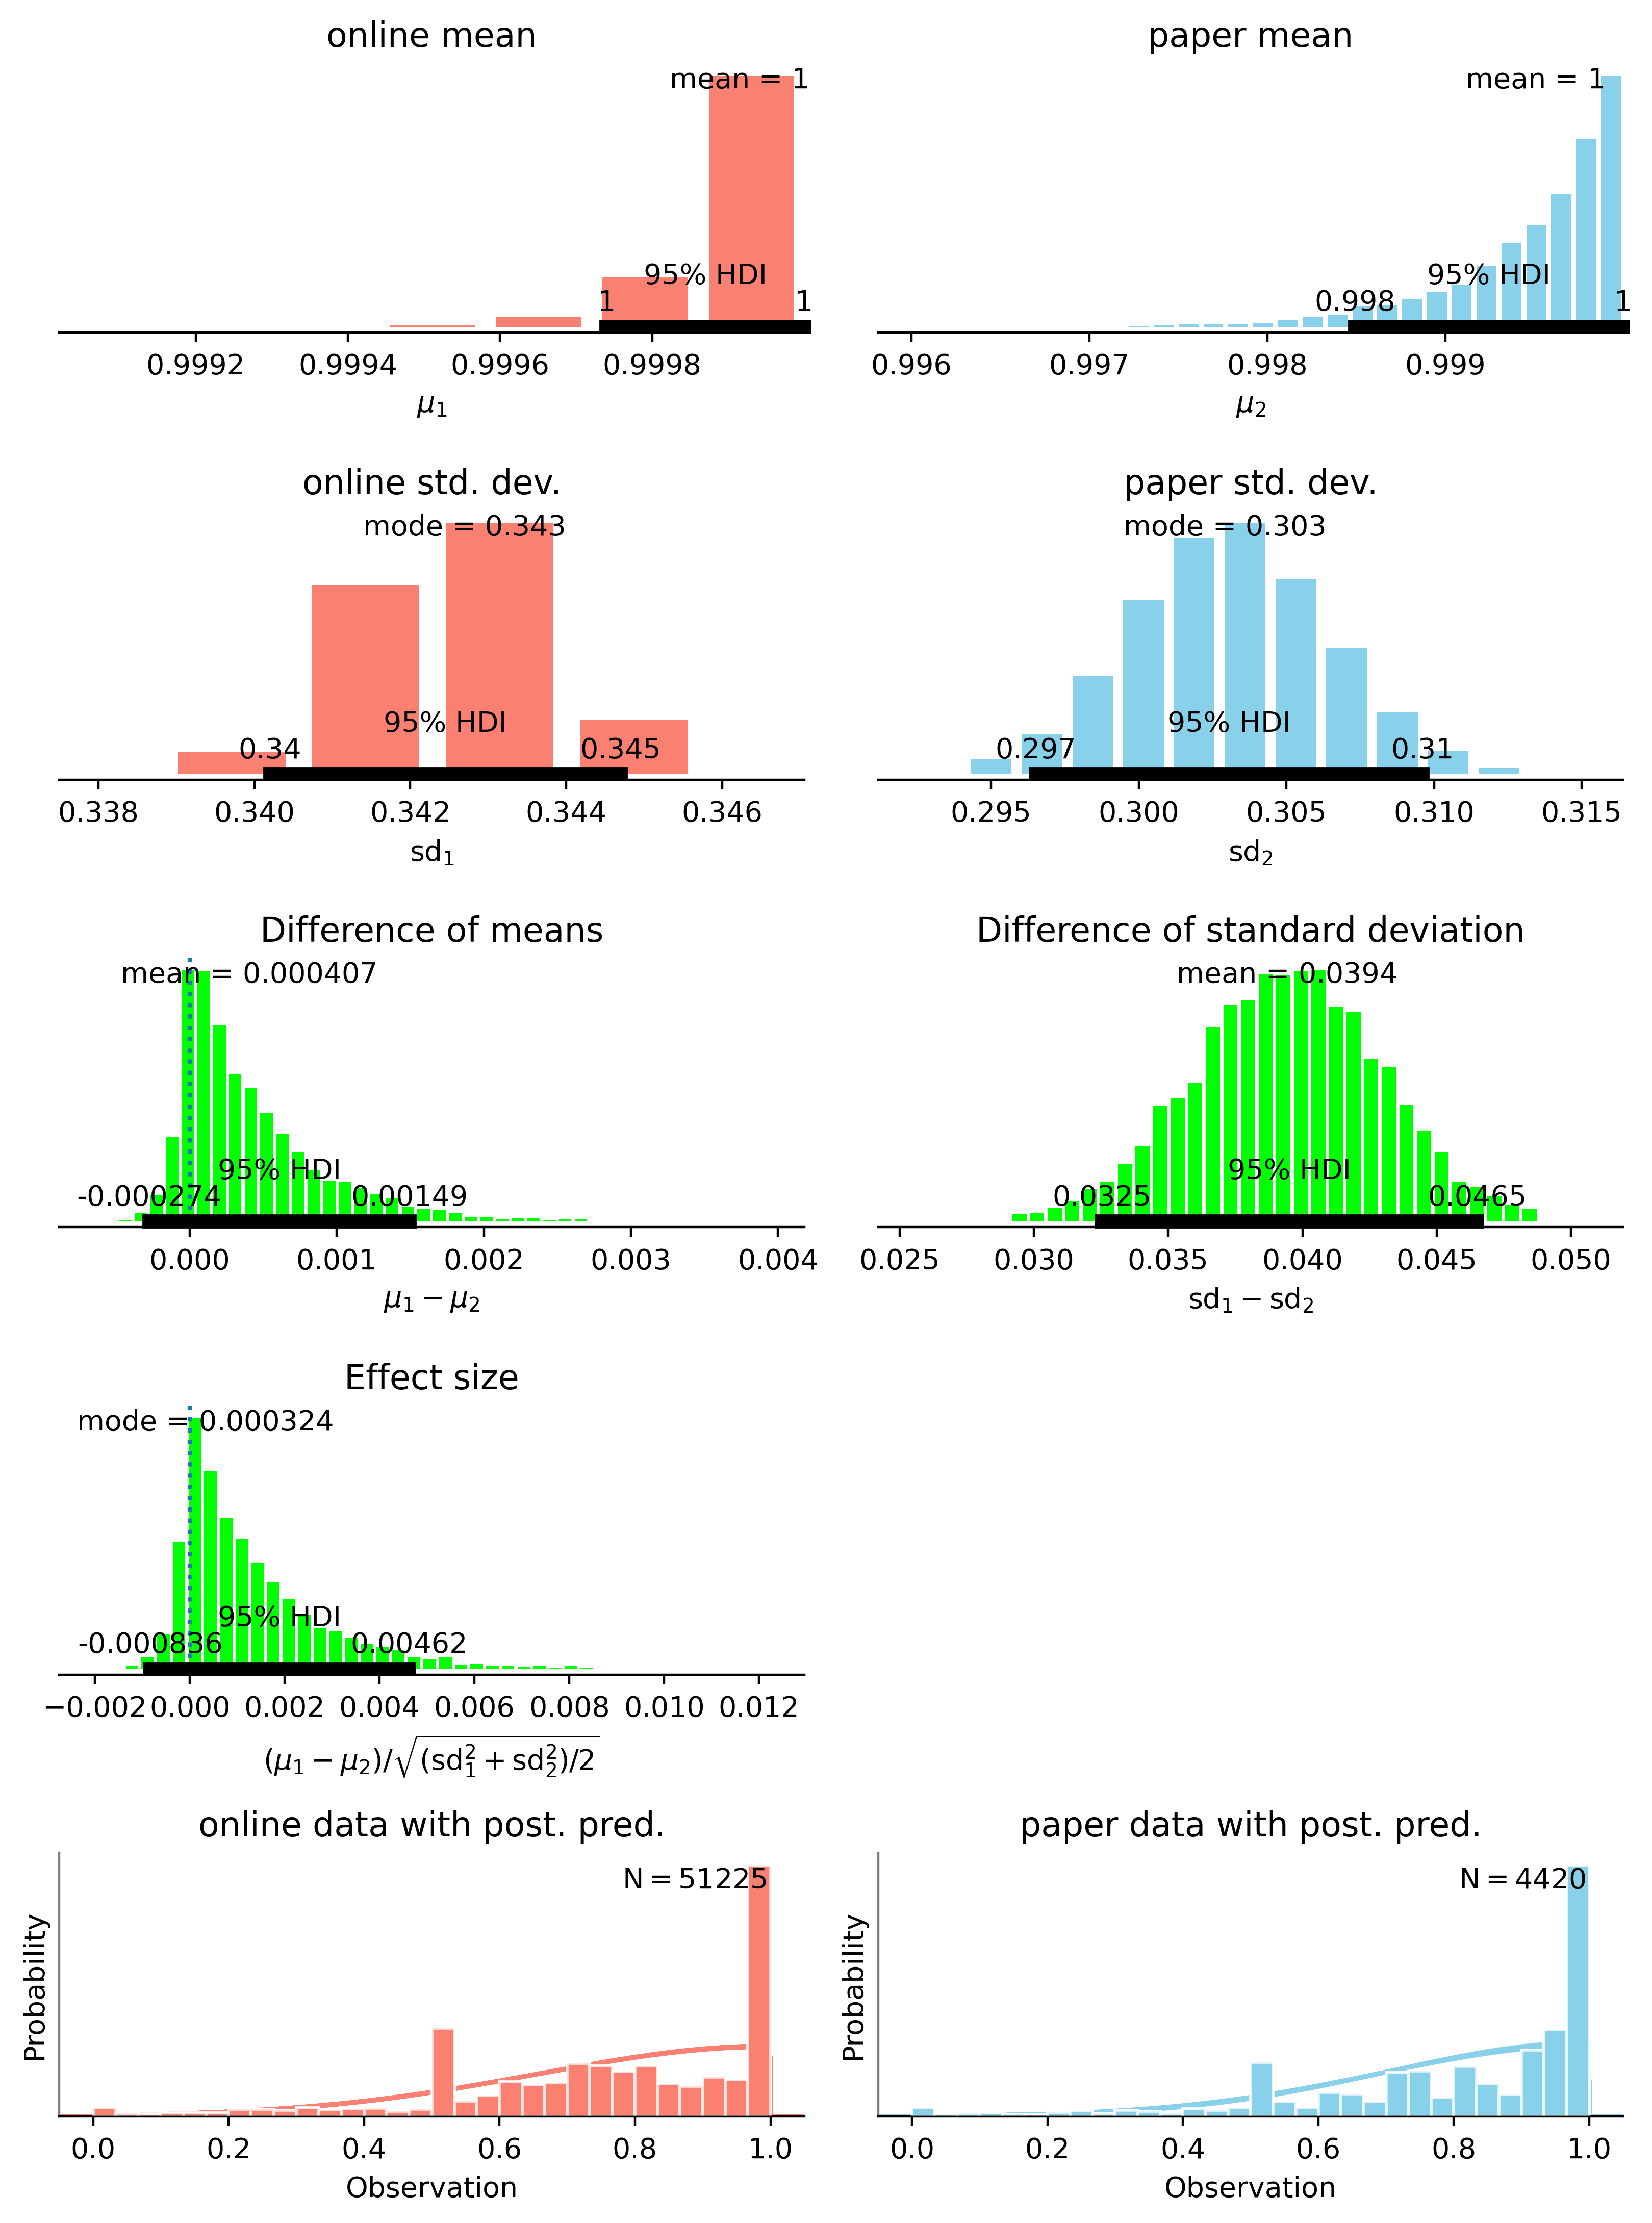 online mean
paper mean
mean = 1
mean = 1
95% HDI
95% HDI
1
1
0.998
1
0.9992
0.9994
0.9996
0.9998
0.996
0.997
0.998
0.999
μ1
μ2
online std. dev.
paper std. dev.
mode = 0.343
mode = 0.303
95% HDI
95% HDI
0.34
0.345
0.297
0.31
0.338
0.340
0.342
0.344
0.346
0.295
0.300
0.305
0.310
0.315
sd1
sd2
Difference of means
Difference of standard deviation
mean = 0.000407
mean = 0.0394
95% HDI
95% HDI
-0.000274
0.00149
0.0325
0.0465
0.000
0.001
0.002
0.003
0.004
0.025
0.030
0.035
0.040
0.045
0.050
μ1 − μ2
sd1 − sd2
Effect size
mode = 0.000324
95% HDI
-0.000836
0.00462
−0.002
0.000
0.002
0.004
0.006
0.008
0.010
0.012
(μ1 − μ2)/√(sd1² + sd2²)/2
online data with post. pred.
paper data with post. pred.
N = 51225
N = 4420
Probability
Probability
0.0
0.2
0.4
0.6
0.8
1.0
0.0
0.2
0.4
0.6
0.8
1.0
Observation
Observation